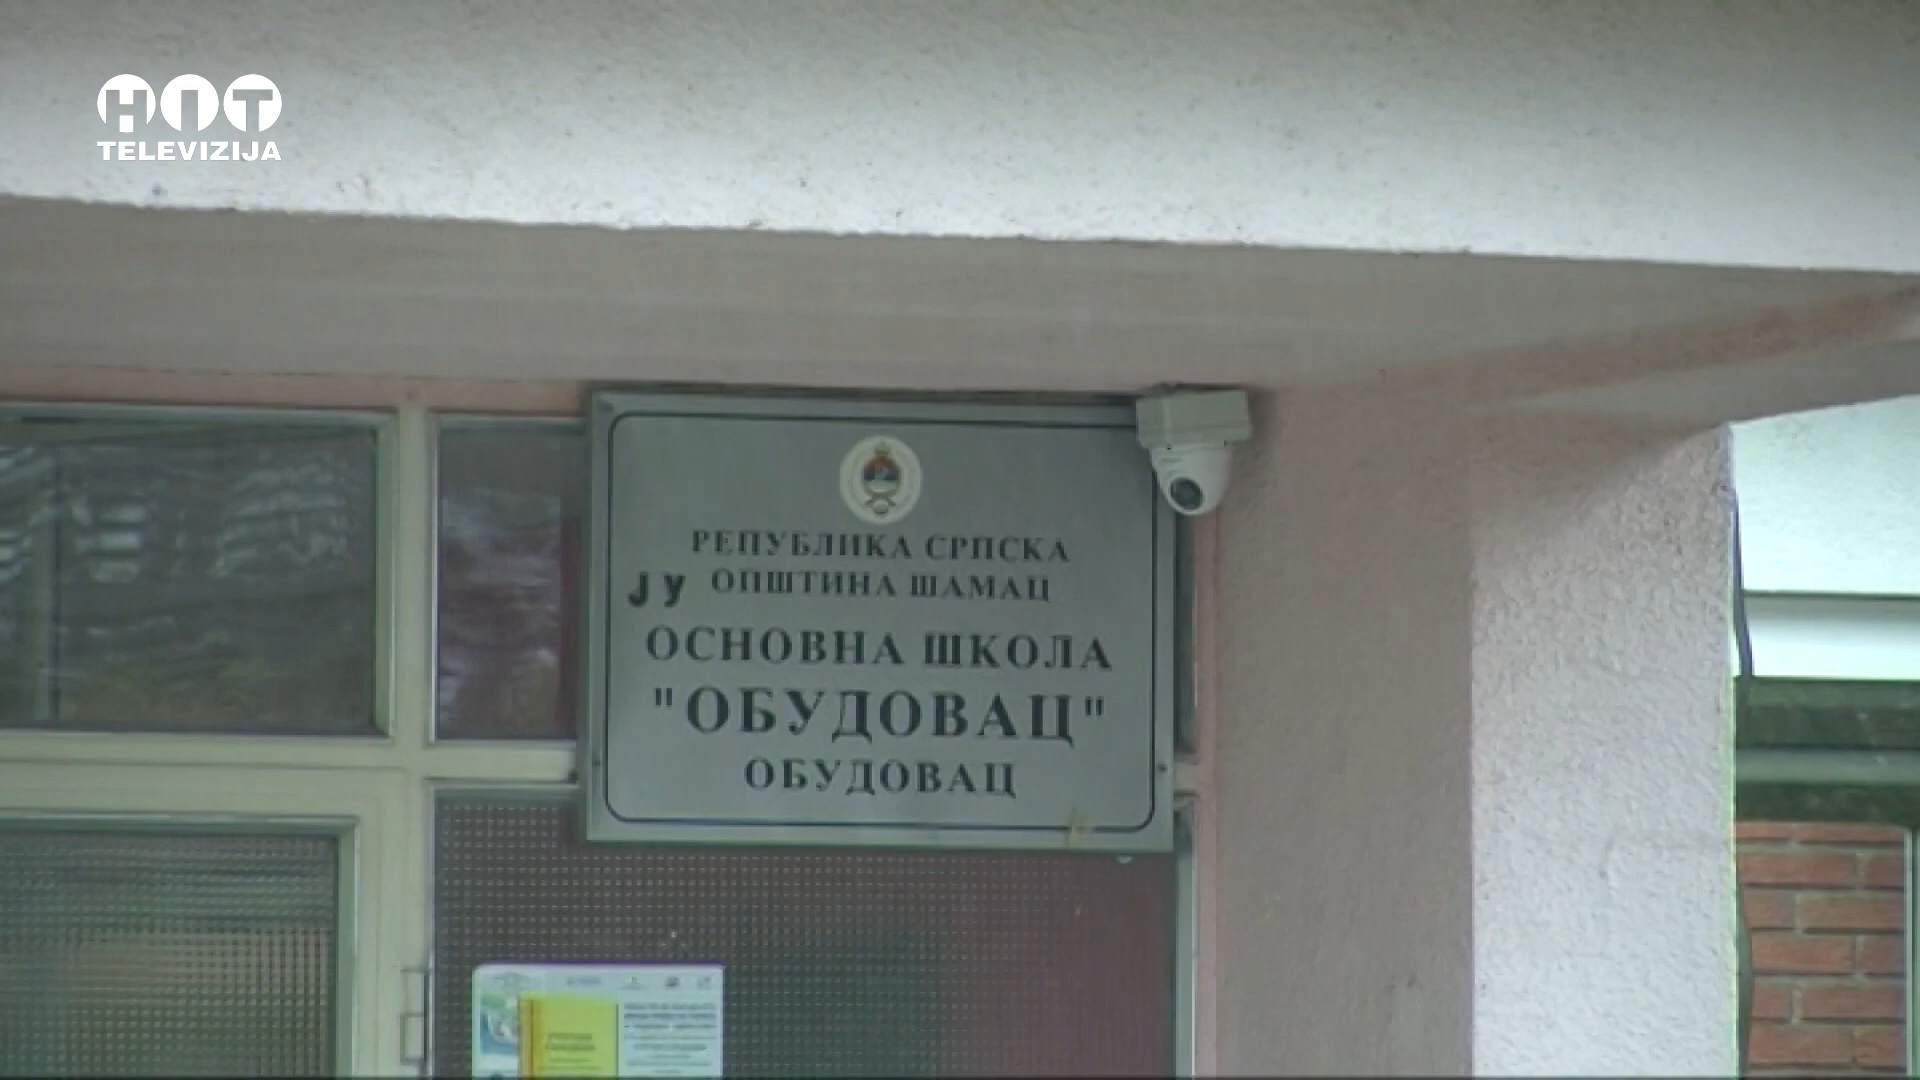 HIT
TELEVIZIJA
РЕПУБЛИКА СРПСКА
ОПШТИНА ШАМАЦ
ЈУ
ОСНОВНА ШКОЛА
"ОБУДОВАЦ"
ОБУДОВАЦ